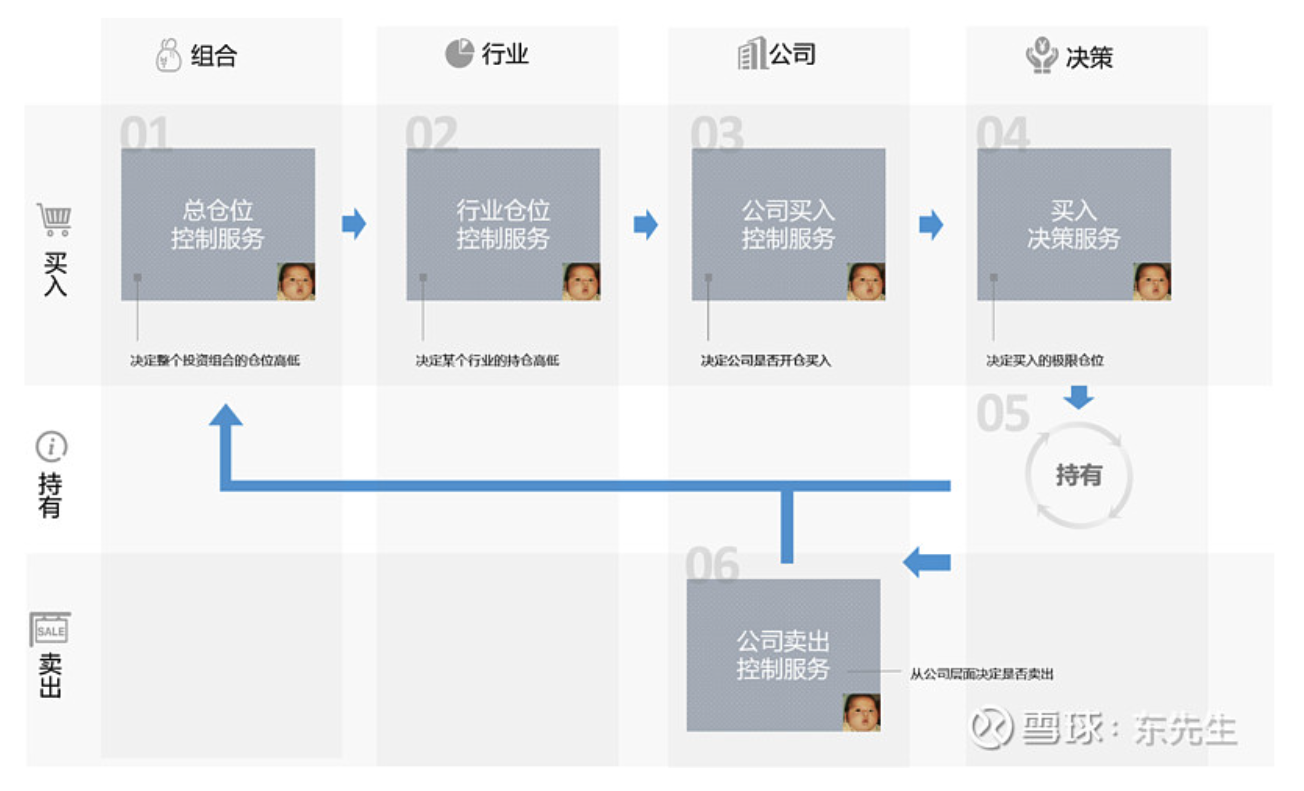 组合
行业
公司
决策
买入
01
总仓位
控制服务
决定整个投资组合的仓位高低
02
行业仓位
控制服务
决定某个行业的持仓高低
03
公司买入
控制服务
决定公司是否开仓买入
04
买入
决策服务
决定买入的极限仓位
持有
05
持有
SALE
卖出
06
公司卖出
控制服务
从公司层面决定是否卖出
雪球：东先生